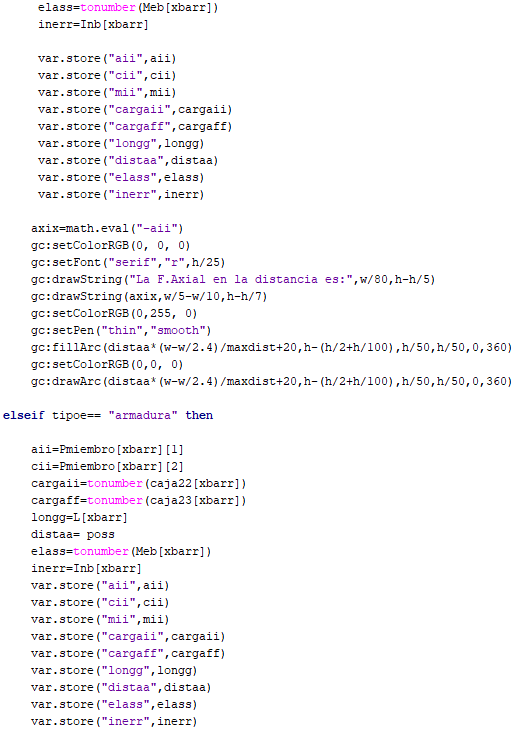 elass=tonumber(Meb[xbarr])
inerr=Inb[xbarr]
var.store("aii",aii)
var.store("cii",cii)
var.store("mii",mii)
var.store("cargaii",cargaii)
var.store("cargaff",cargaff)
var.store("longg",longg)
var.store("distaa",distaa)
var.store("elass",elass)
var.store("inerr",inerr)
axix=math.eval("-aii")
gc:setColorRGB(0, 0, 0)
gc:setFont("serif","r",h/25)
gc:drawString("La F.Axial en la distancia es:",w/80,h-h/5)
gc:drawString(axix,w/5-w/10,h-h/7)
gc:setColorRGB(0,255, 0)
gc:setPen("thin","smooth")
gc:fillArc(distaa*(w-w/2.4)/maxdist+20,h-(h/2+h/100),h/50,h/50,0,360)
gc:setColorRGB(0,0, 0)
gc:drawArc(distaa*(w-w/2.4)/maxdist+20,h-(h/2+h/100),h/50,h/50,0,360)
elseif tipoe== "armadura" then
aii=Pmiembro[xbarr][1]
cii=Pmiembro[xbarr][2]
cargaii=tonumber(caja22[xbarr])
cargaff=tonumber(caja23[xbarr])
longg=L[xbarr]
distaa= poss
elass=tonumber(Meb[xbarr])
inerr=Inb[xbarr]
var.store("aii",aii)
var.store("cii",cii)
var.store("mii",mii)
var.store("cargaii",cargaii)
var.store("cargaff",cargaff)
var.store("longg",longg)
var.store("distaa",distaa)
var.store("elass",elass)
var.store("inerr",inerr)